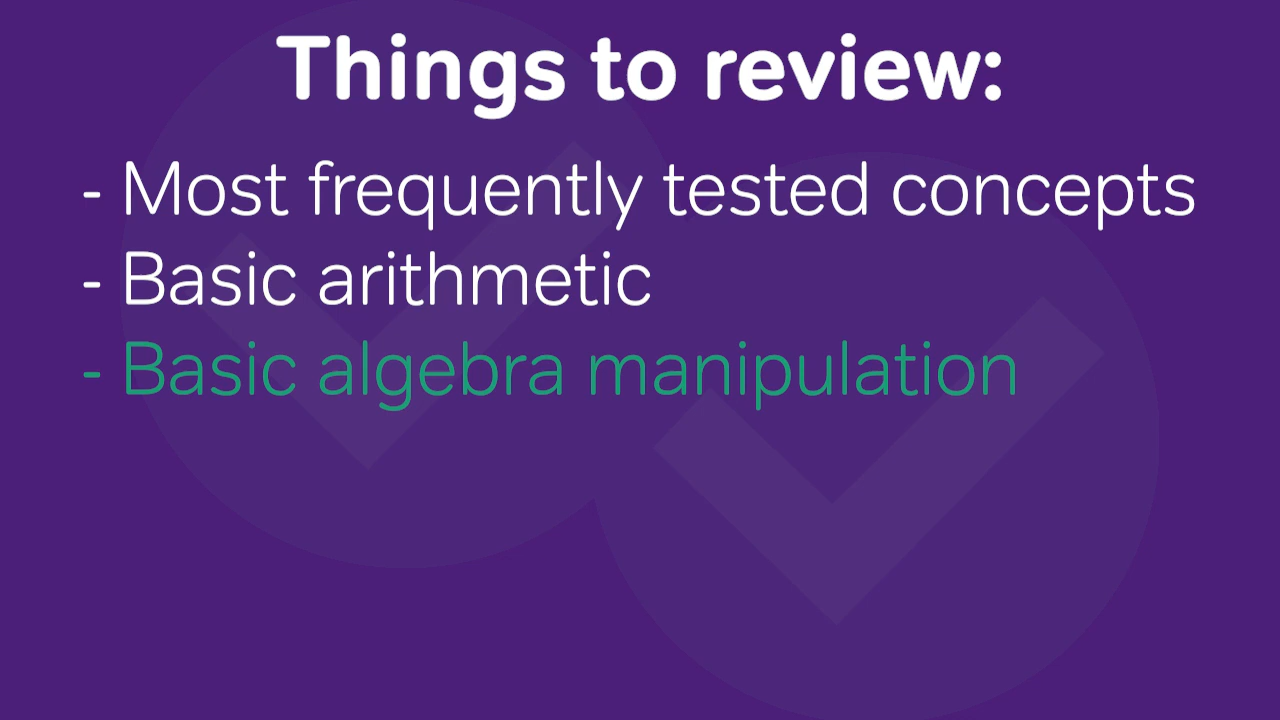 Things to review:
- Most frequently tested concepts
- Basic arithmetic
- Basic algebra manipulation